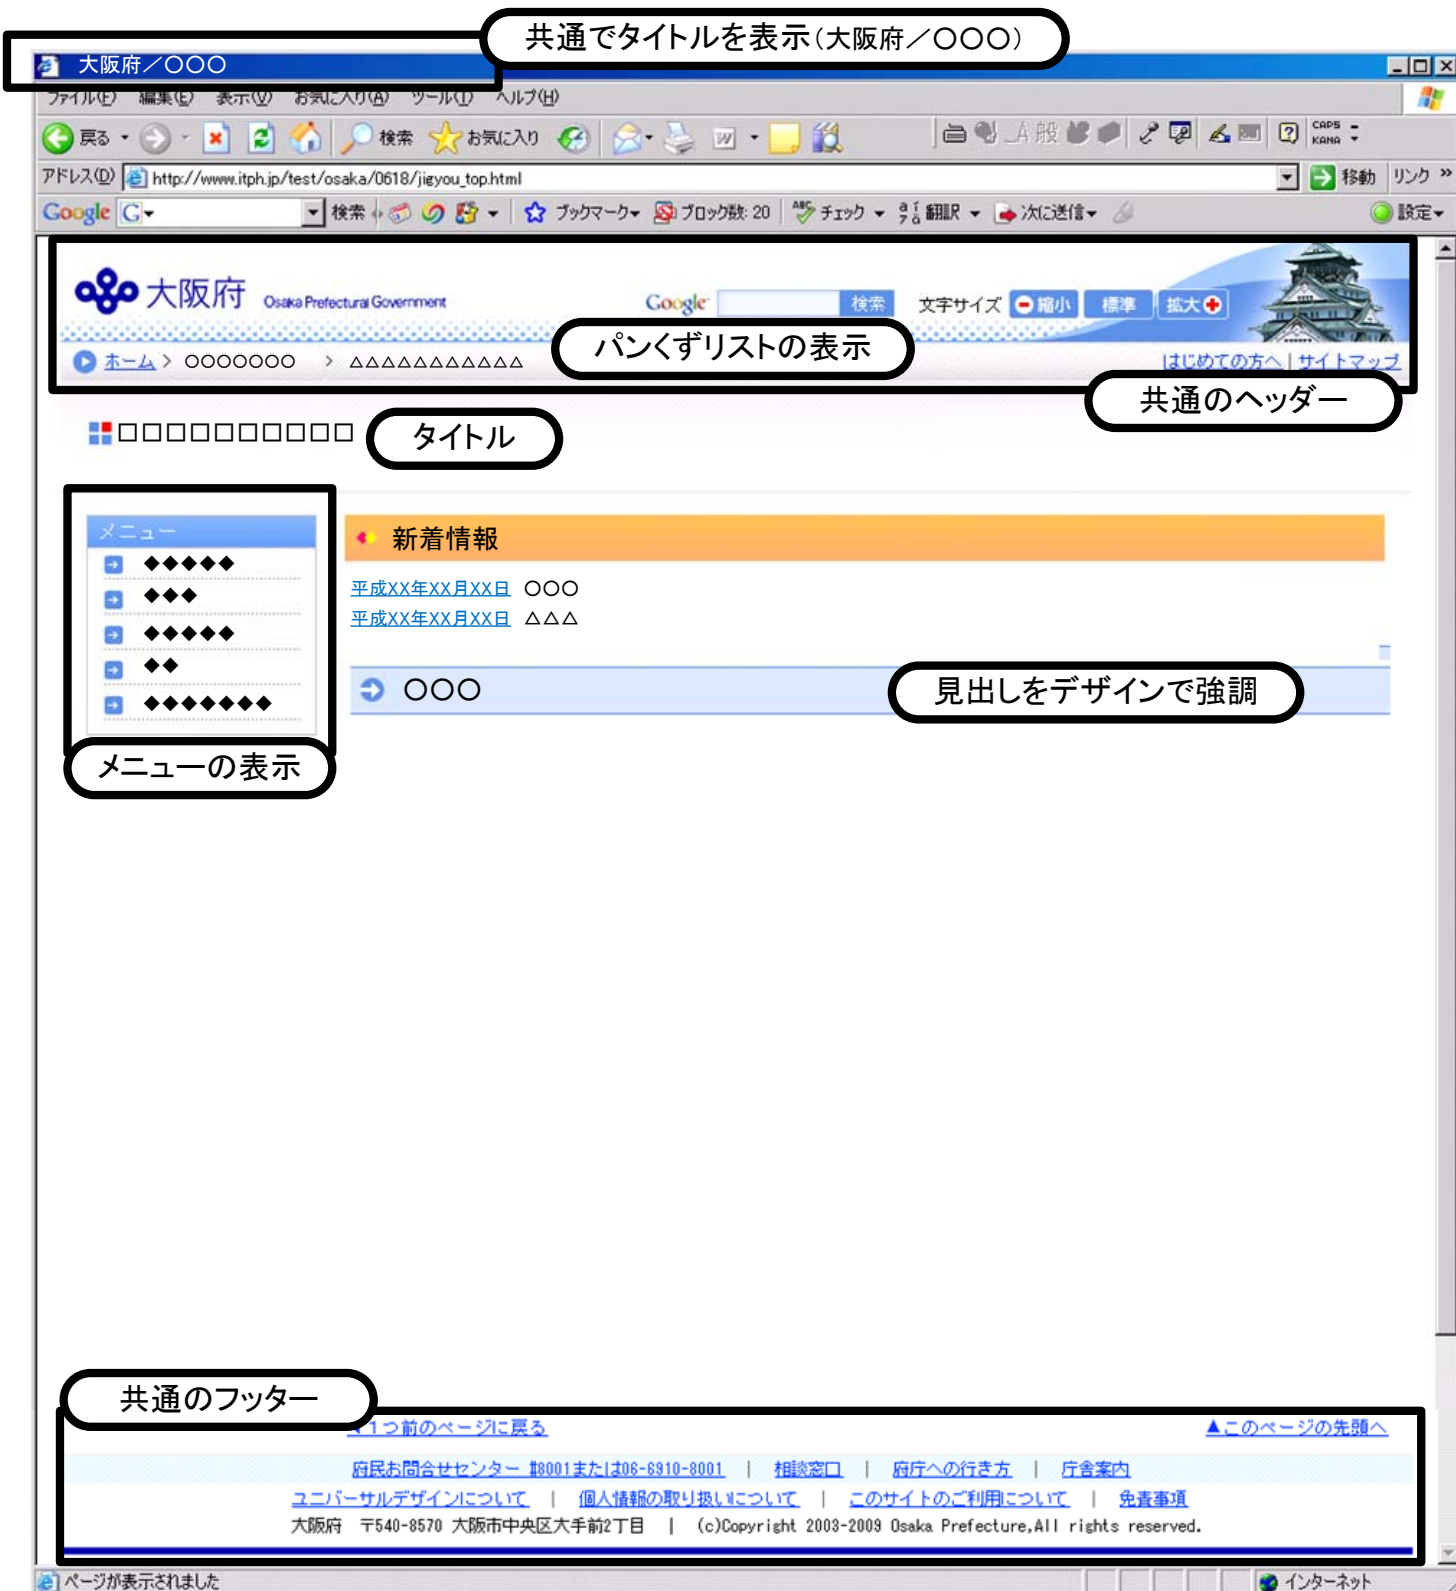 共通でタイトルを表示(大阪府／〇〇〇)
大阪府／〇〇〇
ファイル(F) 編集(E) 表示(V) お気に入り(A) ツール(T) ヘルプ(H)
戻る 検索 お気に入り A 般 CAPS KANA
アドレス(D) http://www.itph.jp/test/osaka/0618/jigyou_top.html 移動 リンク »
Google G 検索 ブックマーク ブロック数: 20 チェック 翻訳 次に送信 設定
大阪府 Osaka Prefectural Government Google 検索 文字サイズ 縮小 標準 拡大
パンくずリストの表示
ホーム > 〇〇〇〇〇〇〇 > △△△△△△△△△△△ はじめての方へ | サイトマップ
共通のヘッダー
□□□□□□□□□□ タイトル
メニュー
◆◆◆◆◆
◆◆◆
◆◆◆◆◆
◆◆
◆◆◆◆◆◆◆
メニューの表示
新着情報
平成XX年XX月XX日 〇〇〇
平成XX年XX月XX日 △△△
〇〇〇 見出しをデザインで強調
共通のフッター
1つ前のページに戻る ▲このページの先頭へ
府民お問合せセンター #8001または06-6910-8001 | 相談窓口 | 府庁への行き方 | 庁舎案内
ユニバーサルデザインについて | 個人情報の取り扱いについて | このサイトのご利用について | 免責事項
大阪府 〒540-8570 大阪市中央区大手前2丁目 | (c)Copyright 2003-2009 Osaka Prefecture,All rights reserved.
ページが表示されました インターネット